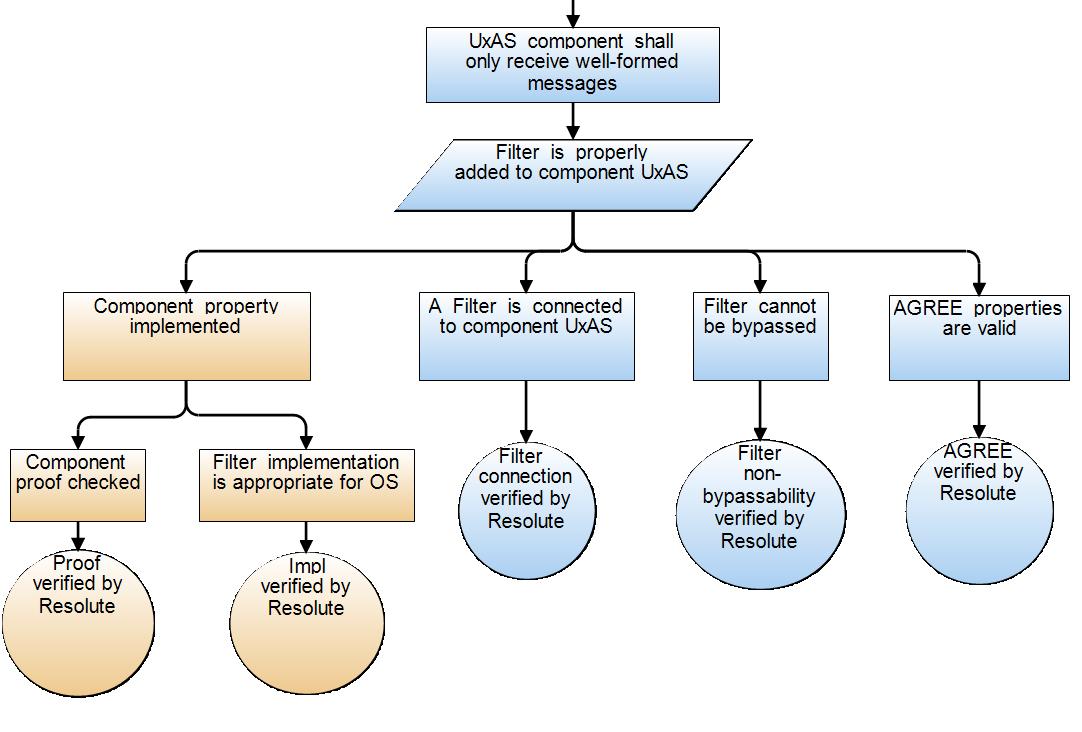 UxAS component shall
only receive well-formed
messages
Filter is properly
added to component UxAS
Component property
implemented
A Filter is connected
to component UxAS
Filter cannot
be bypassed
AGREE properties
are valid
Component
proof checked
Filter implementation
is appropriate for OS
Filter
connection
verified by
Resolute
Filter
non-
bypassability
verified by
Resolute
AGREE
verified by
Resolute
Proof
verified by
Resolute
Impl
verified by
Resolute